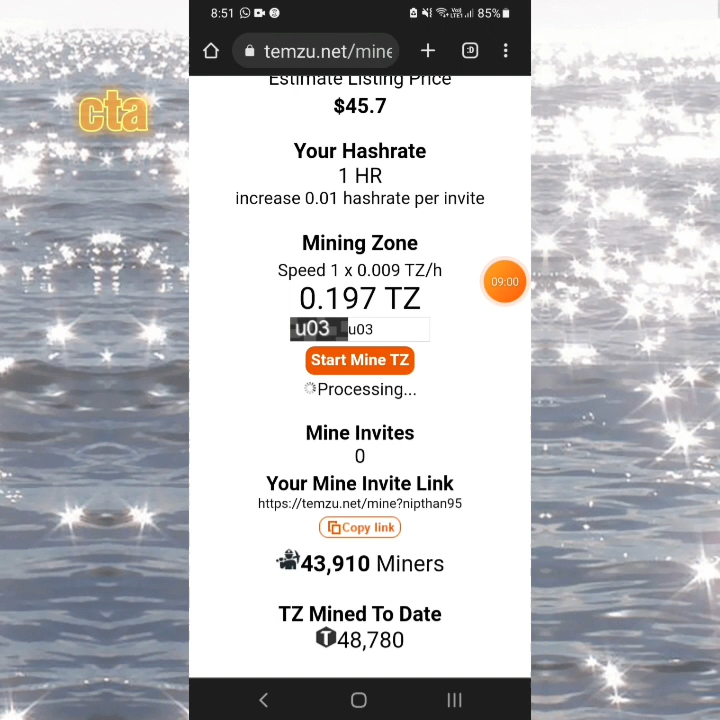 cta
8:51
85%
temzu.net/mine
:D
Estimate Listing Price
$45.7
Your Hashrate
1 HR
increase 0.01 hashrate per invite
Mining Zone
Speed 1 x 0.009 TZ/h
0.197 TZ
09:00
u03 u03
Start Mine TZ
Processing...
Mine Invites
0
Your Mine Invite Link
https://temzu.net/mine?nipthan95
Copy link
43,910 Miners
TZ Mined To Date
T 48,780